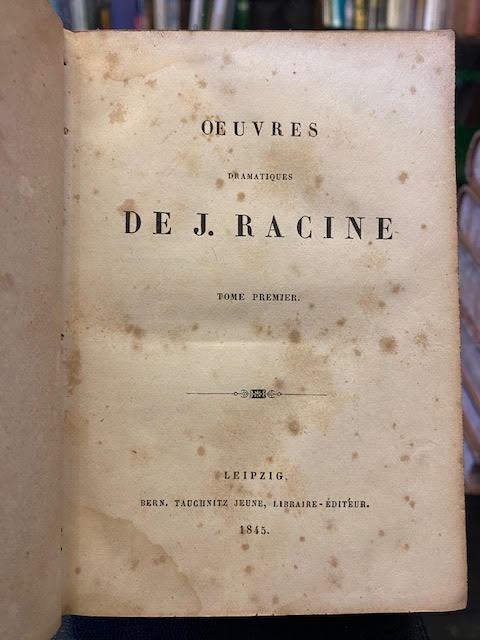 OEUVRES
DRAMATIQUES
DE J. RACINE
TOME PREMIER.
LEIPZIG,
BERN. TAUCHNITZ JEUNE, LIBRAIRE-ÉDITEUR.
1845.